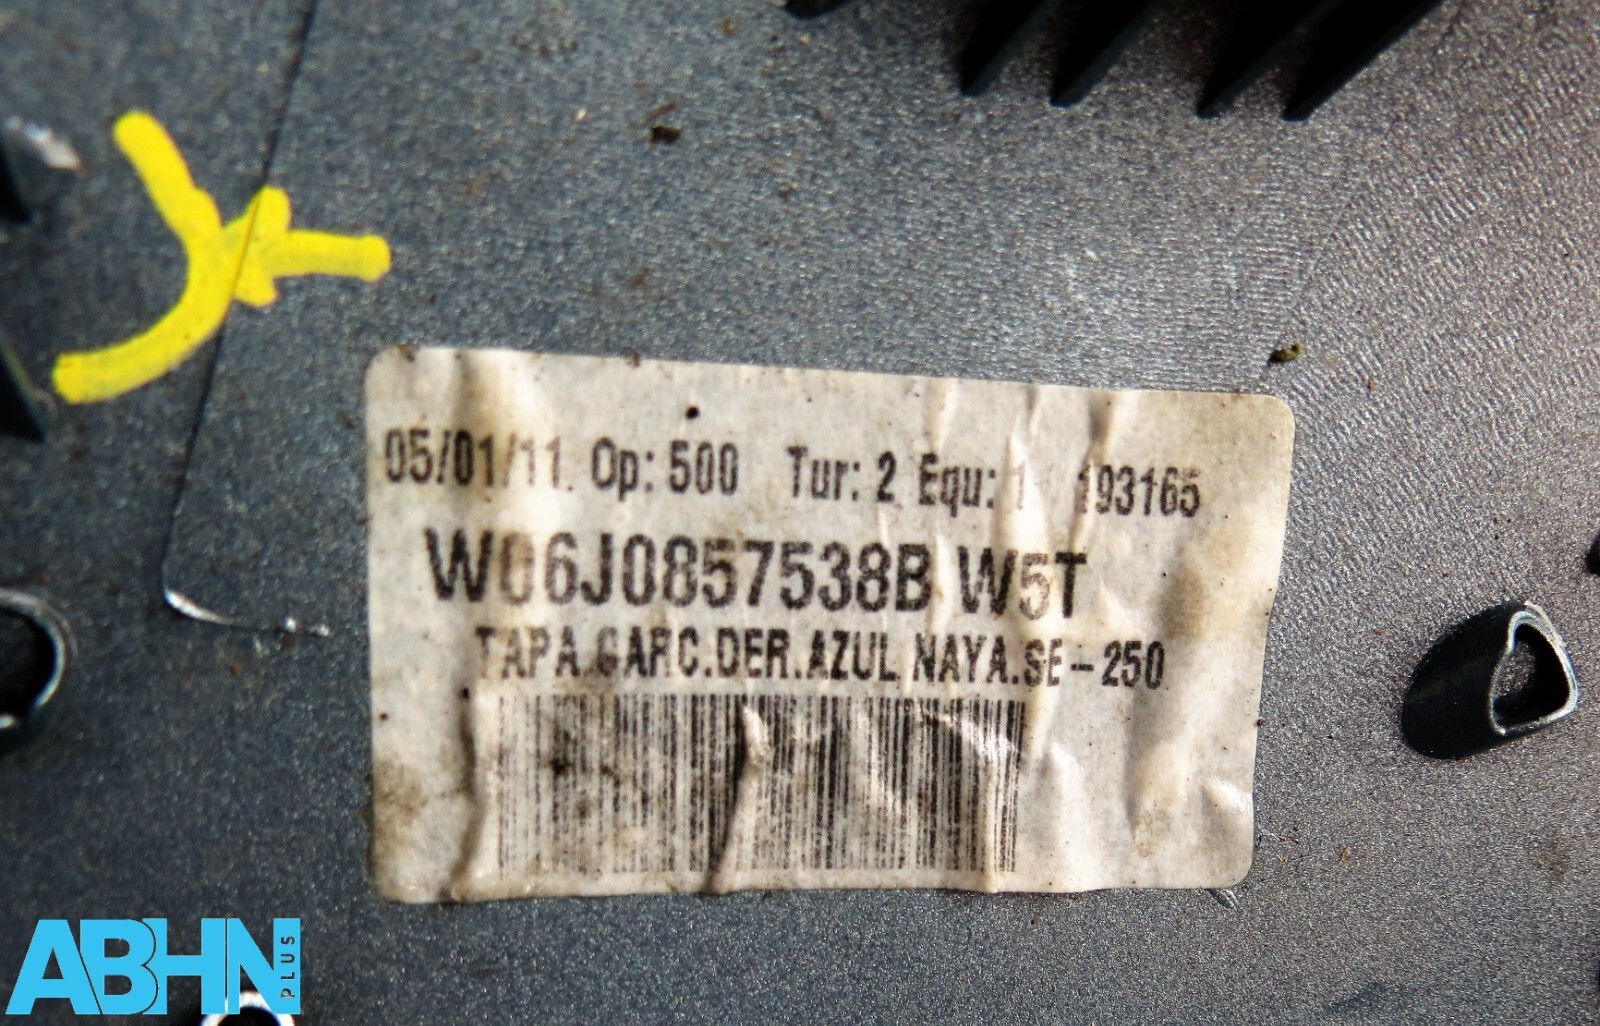 05/01/11. Op: 500 Tur: 2 Equ: 1 193165
W06J0857538B W5T
TAPA.GARC.DER.AZUL NAYA.SE-250
ABHN PLUS